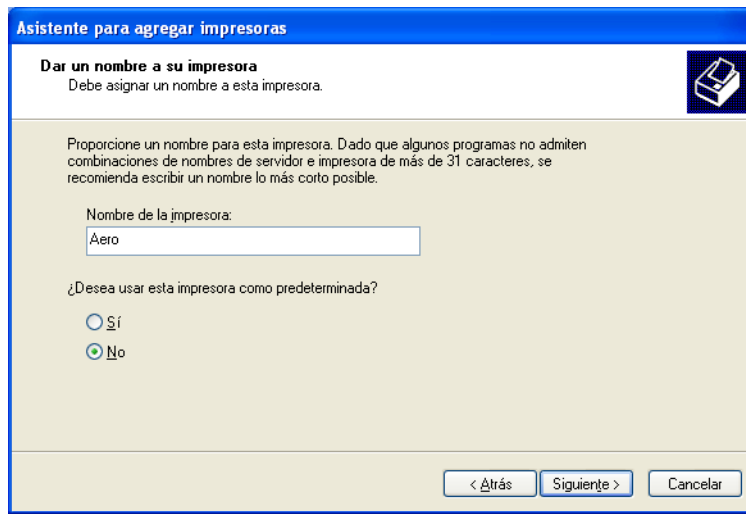 Asistente para agregar impresoras
Dar un nombre a su impresora
Debe asignar un nombre a esta impresora.
Proporcione un nombre para esta impresora. Dado que algunos programas no admiten
combinaciones de nombres de servidor e impresora de más de 31 caracteres, se
recomienda escribir un nombre lo más corto posible.
Nombre de la impresora:
Aero
¿Desea usar esta impresora como predeterminada?
Sí
No
< Atrás Siguiente > Cancelar